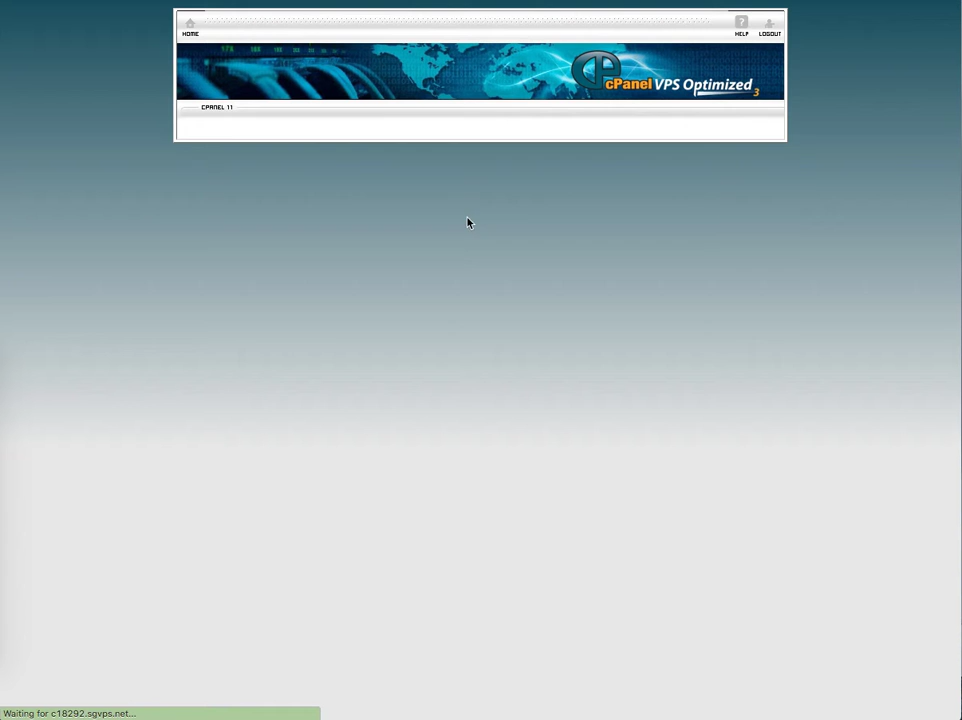 HOME
?
HELP
LOGOUT
cPanel VPS Optimized 3
CPANEL 11
Waiting for c18292.sgvps.net...